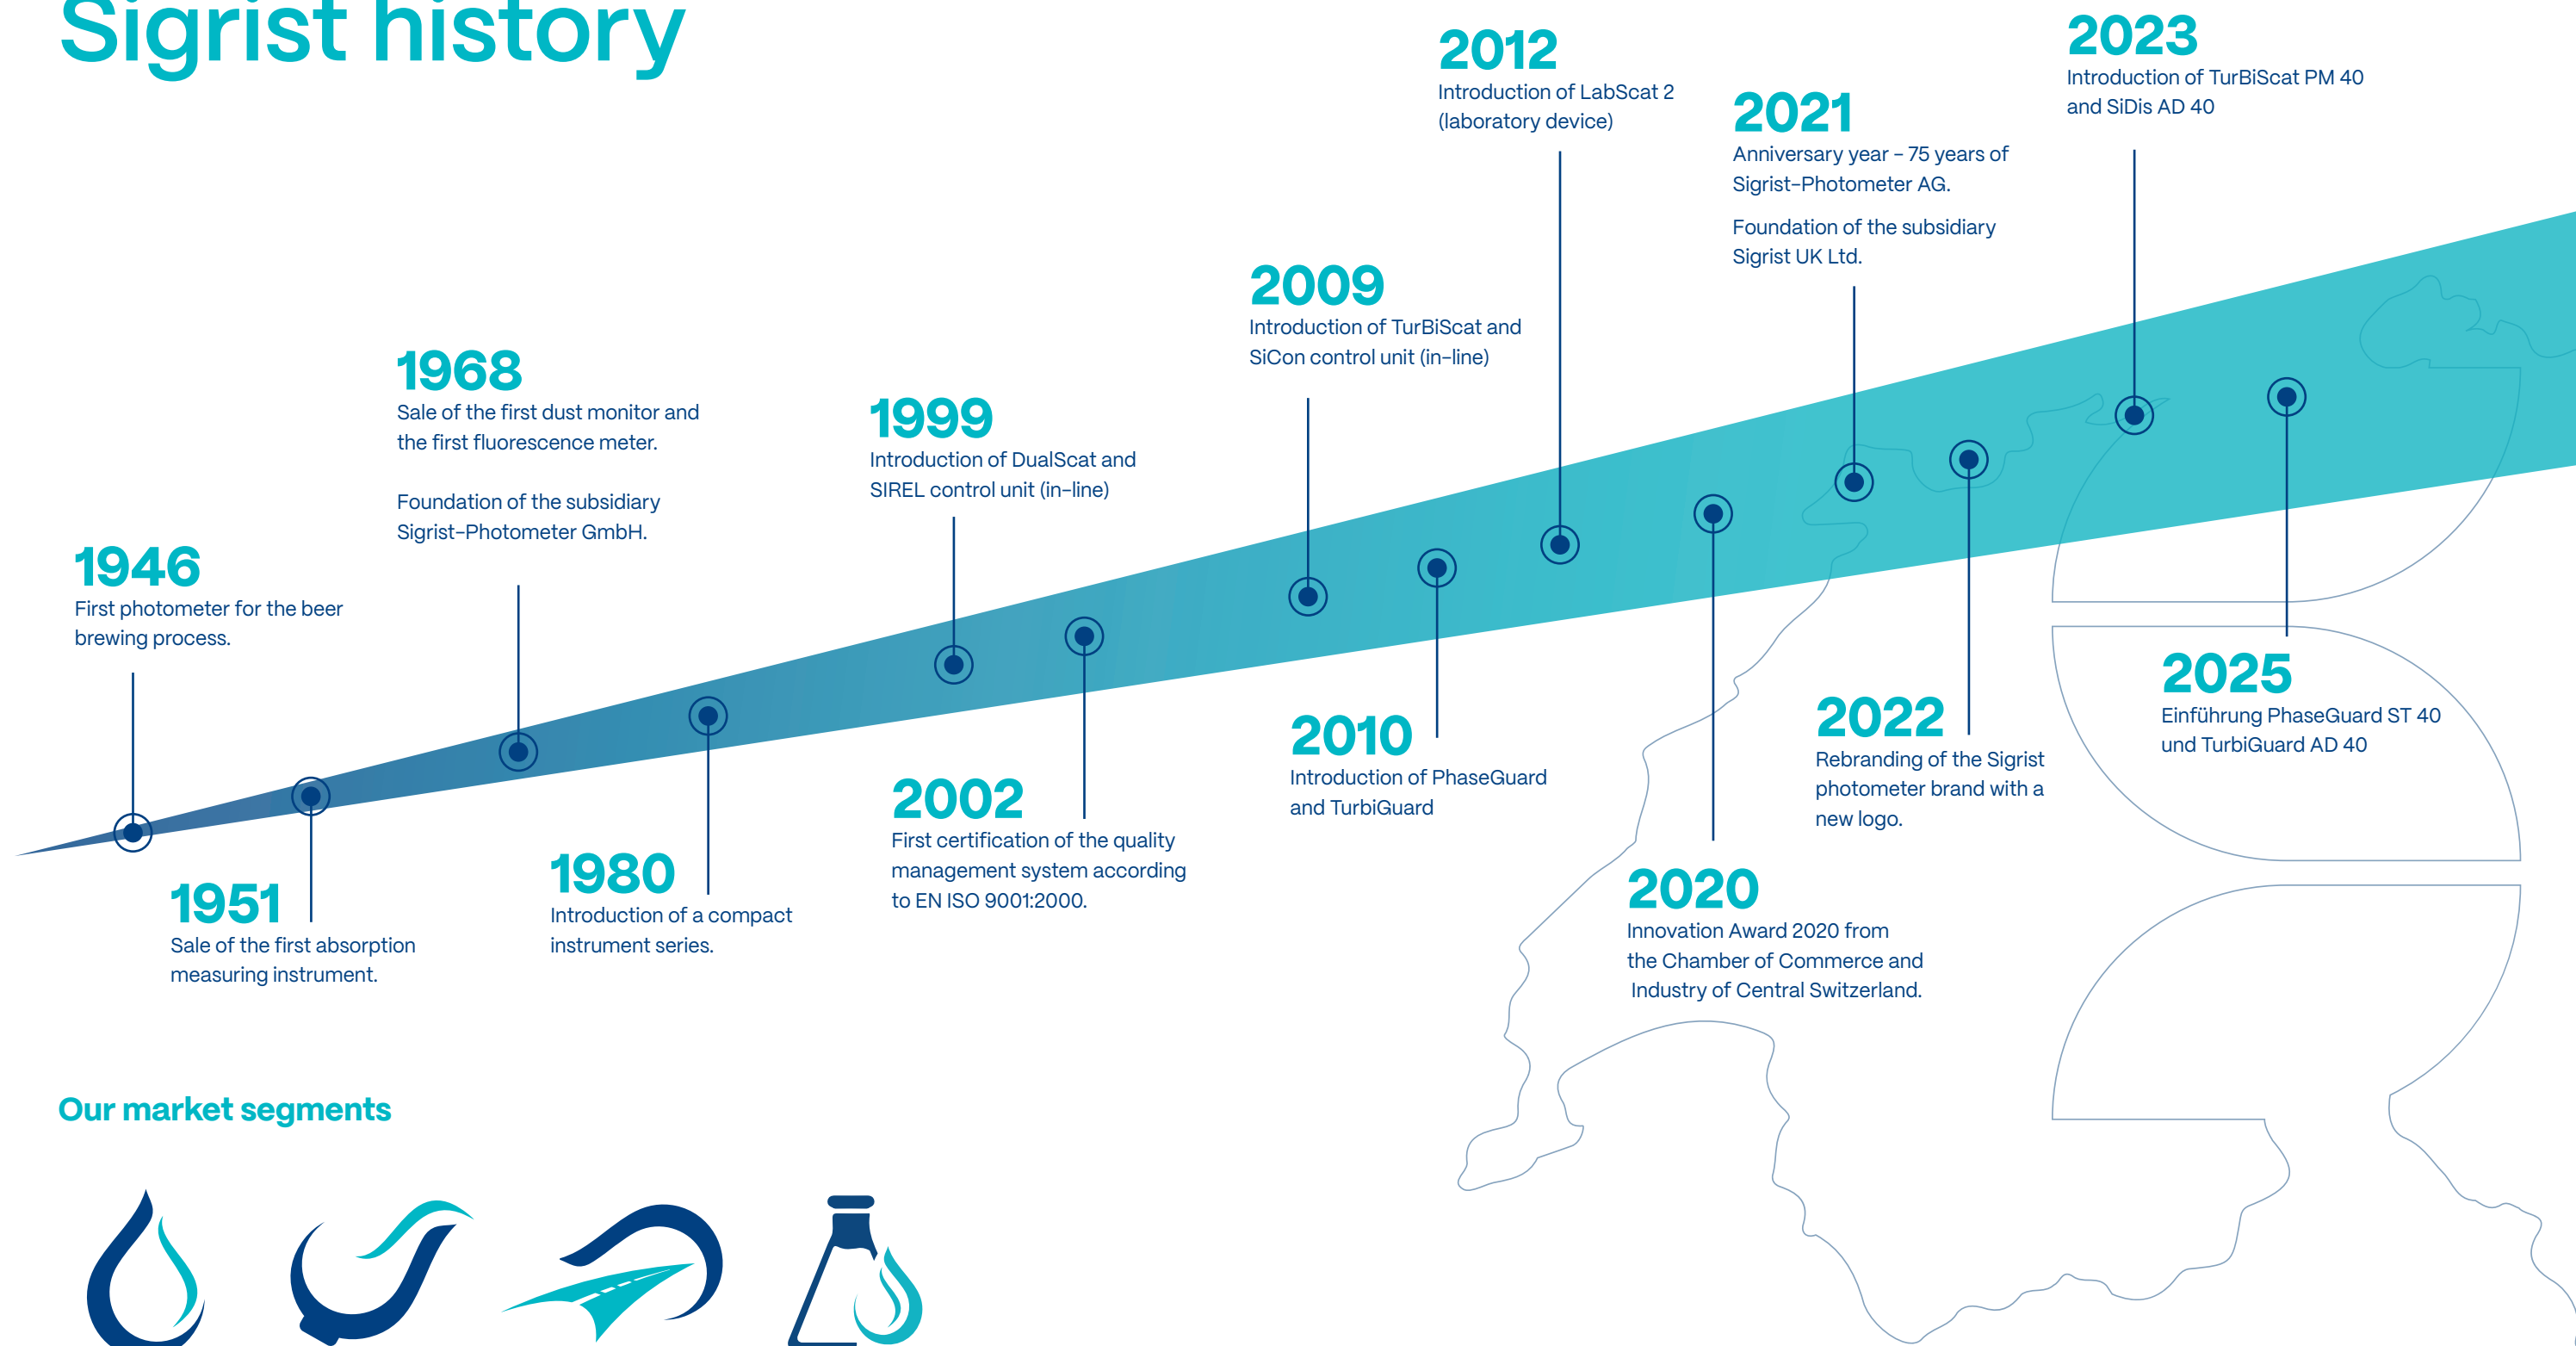 Sigrist history
1946
First photometer for the beer
brewing process.
1951
Sale of the first absorption
measuring instrument.
1968
Sale of the first dust monitor and
the first fluorescence meter.
Foundation of the subsidiary
Sigrist-Photometer GmbH.
1980
Introduction of a compact
instrument series.
1999
Introduction of DualScat and
SIREL control unit (in-line)
2002
First certification of the quality
management system according
to EN ISO 9001:2000.
2009
Introduction of TurBiScat and
SiCon control unit (in-line)
2010
Introduction of PhaseGuard
and TurbiGuard
2012
Introduction of LabScat 2
(laboratory device)
2020
Innovation Award 2020 from
the Chamber of Commerce and
Industry of Central Switzerland.
2021
Anniversary year - 75 years of
Sigrist-Photometer AG.
Foundation of the subsidiary
Sigrist UK Ltd.
2022
Rebranding of the Sigrist
photometer brand with a
new logo.
2023
Introduction of TurBiScat PM 40
and SiDis AD 40
2025
Einführung PhaseGuard ST 40
und TurbiGuard AD 40
Our market segments